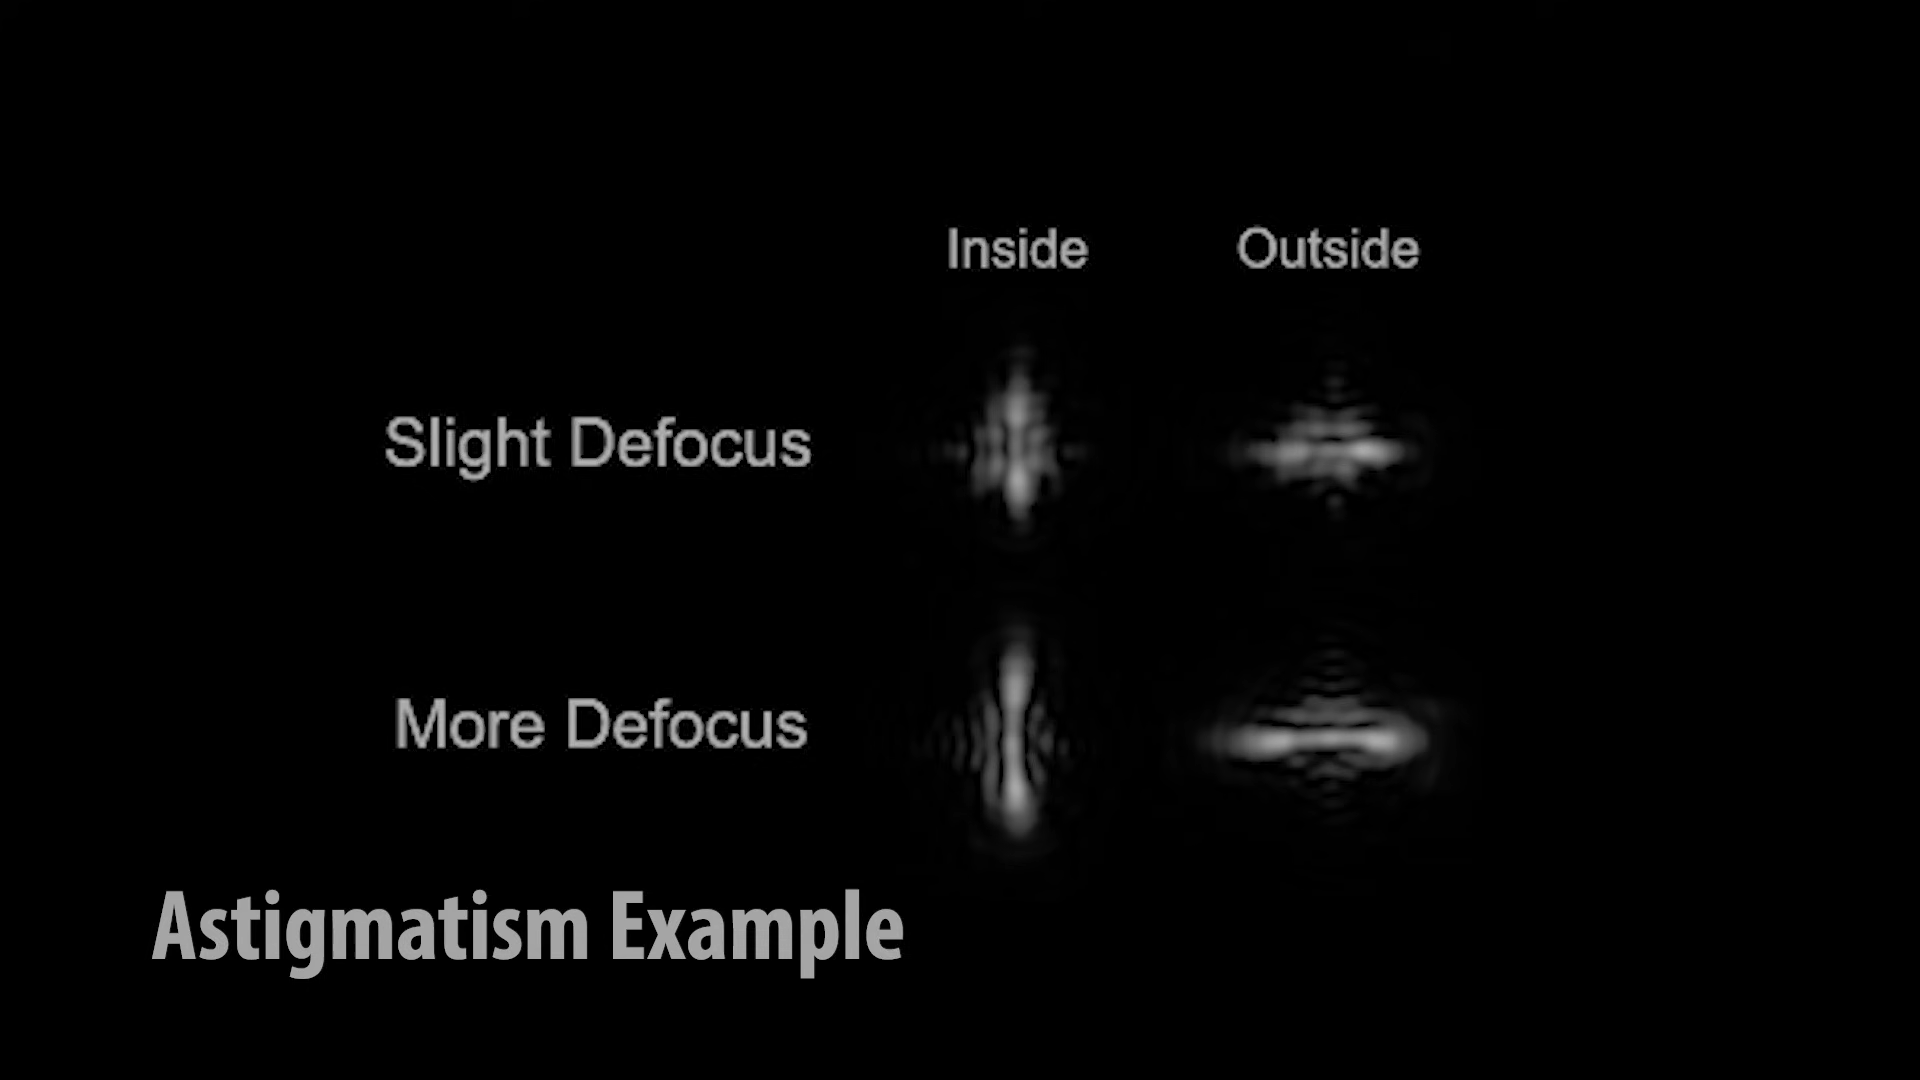 Inside Outside
Slight Defocus
More Defocus
Astigmatism Example